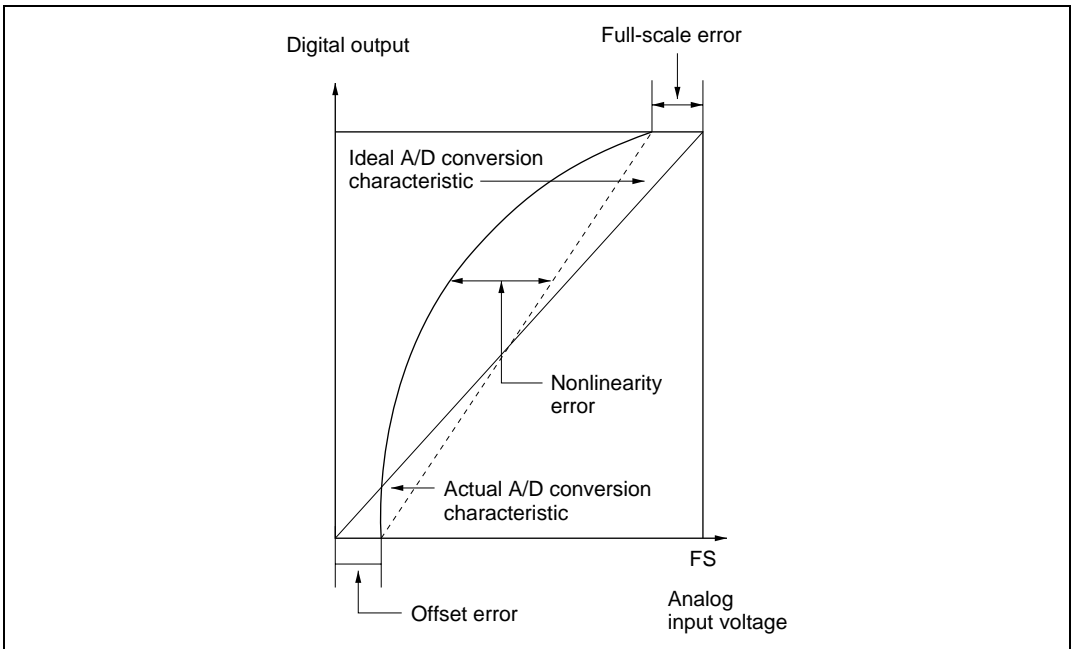 Full-scale error
Digital output
Ideal A/D conversion
characteristic
Nonlinearity
error
Actual A/D conversion
characteristic
FS
Offset error
Analog
input voltage